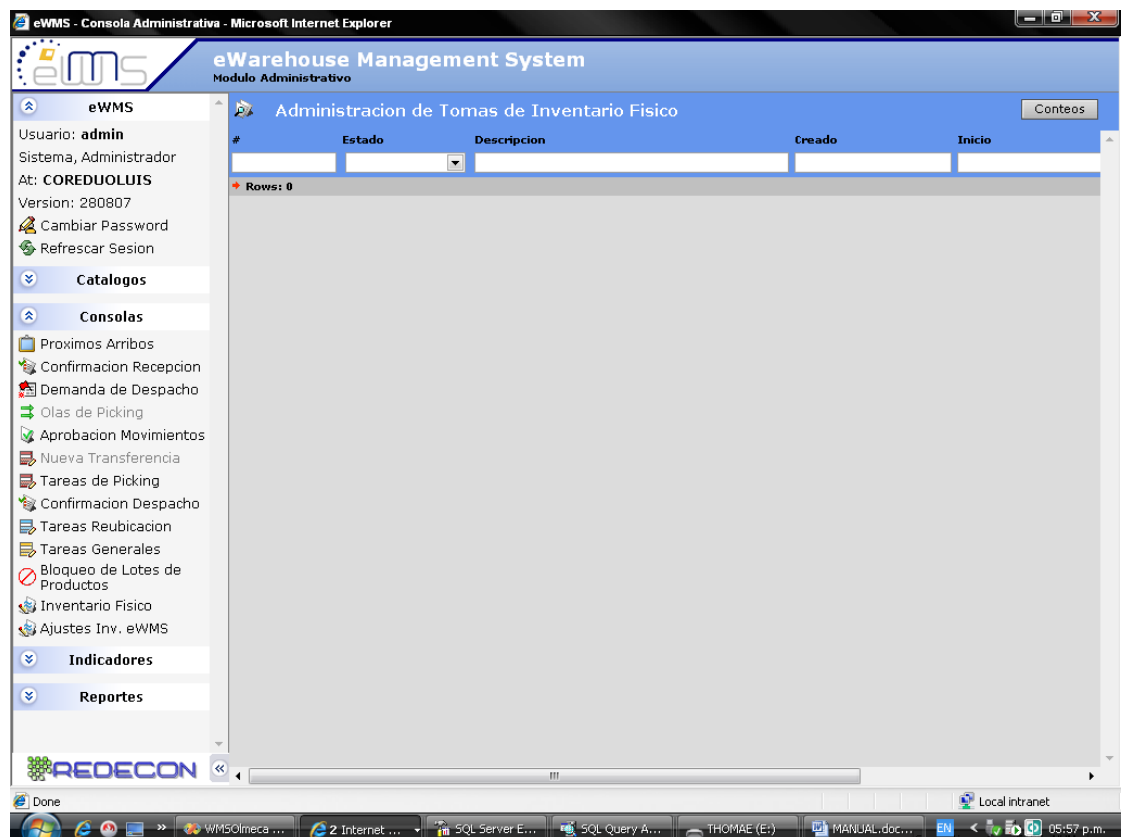 eWMS - Consola Administrativa - Microsoft Internet Explorer
eWMS
eWarehouse Management System
Modulo Administrativo
eWMS
Usuario: admin
Sistema, Administrador
At: COREDUOLUIS
Version: 280807
Cambiar Password
Refrescar Sesion
Catalogos
Consolas
Proximos Arribos
Confirmacion Recepcion
Demanda de Despacho
Olas de Picking
Aprobacion Movimientos
Nueva Transferencia
Tareas de Picking
Confirmacion Despacho
Tareas Reubicacion
Tareas Generales
Bloqueo de Lotes de
Productos
Inventario Fisico
Ajustes Inv. eWMS
Indicadores
Reportes
REDECON
Administracion de Tomas de Inventario Fisico Conteos
# Estado Descripcion Creado Inicio
Rows: 0
Done Local intranet
WMSOlmeca ... 2 Internet ... SQL Server E... SQL Query A... THOMAE (E:) MANUAL.doc... EN 05:57 p.m.